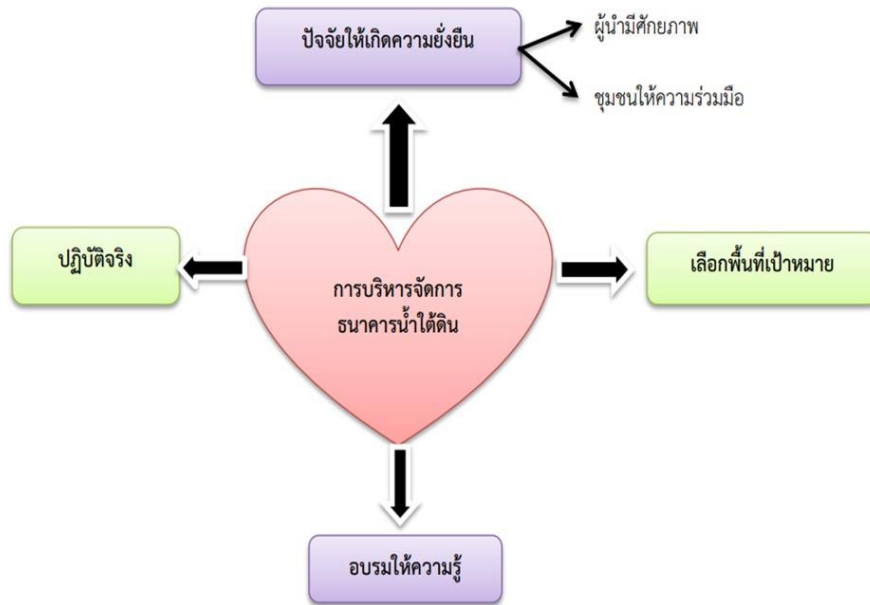 ปัจจัยให้เกิดความยั่งยืน
ผู้นำมีศักยภาพ
ชุมชนให้ความร่วมมือ
ปฏิบัติจริง
การบริหารจัดการ
ธนาคารน้ำใต้ดิน
เลือกพื้นที่เป้าหมาย
อบรมให้ความรู้